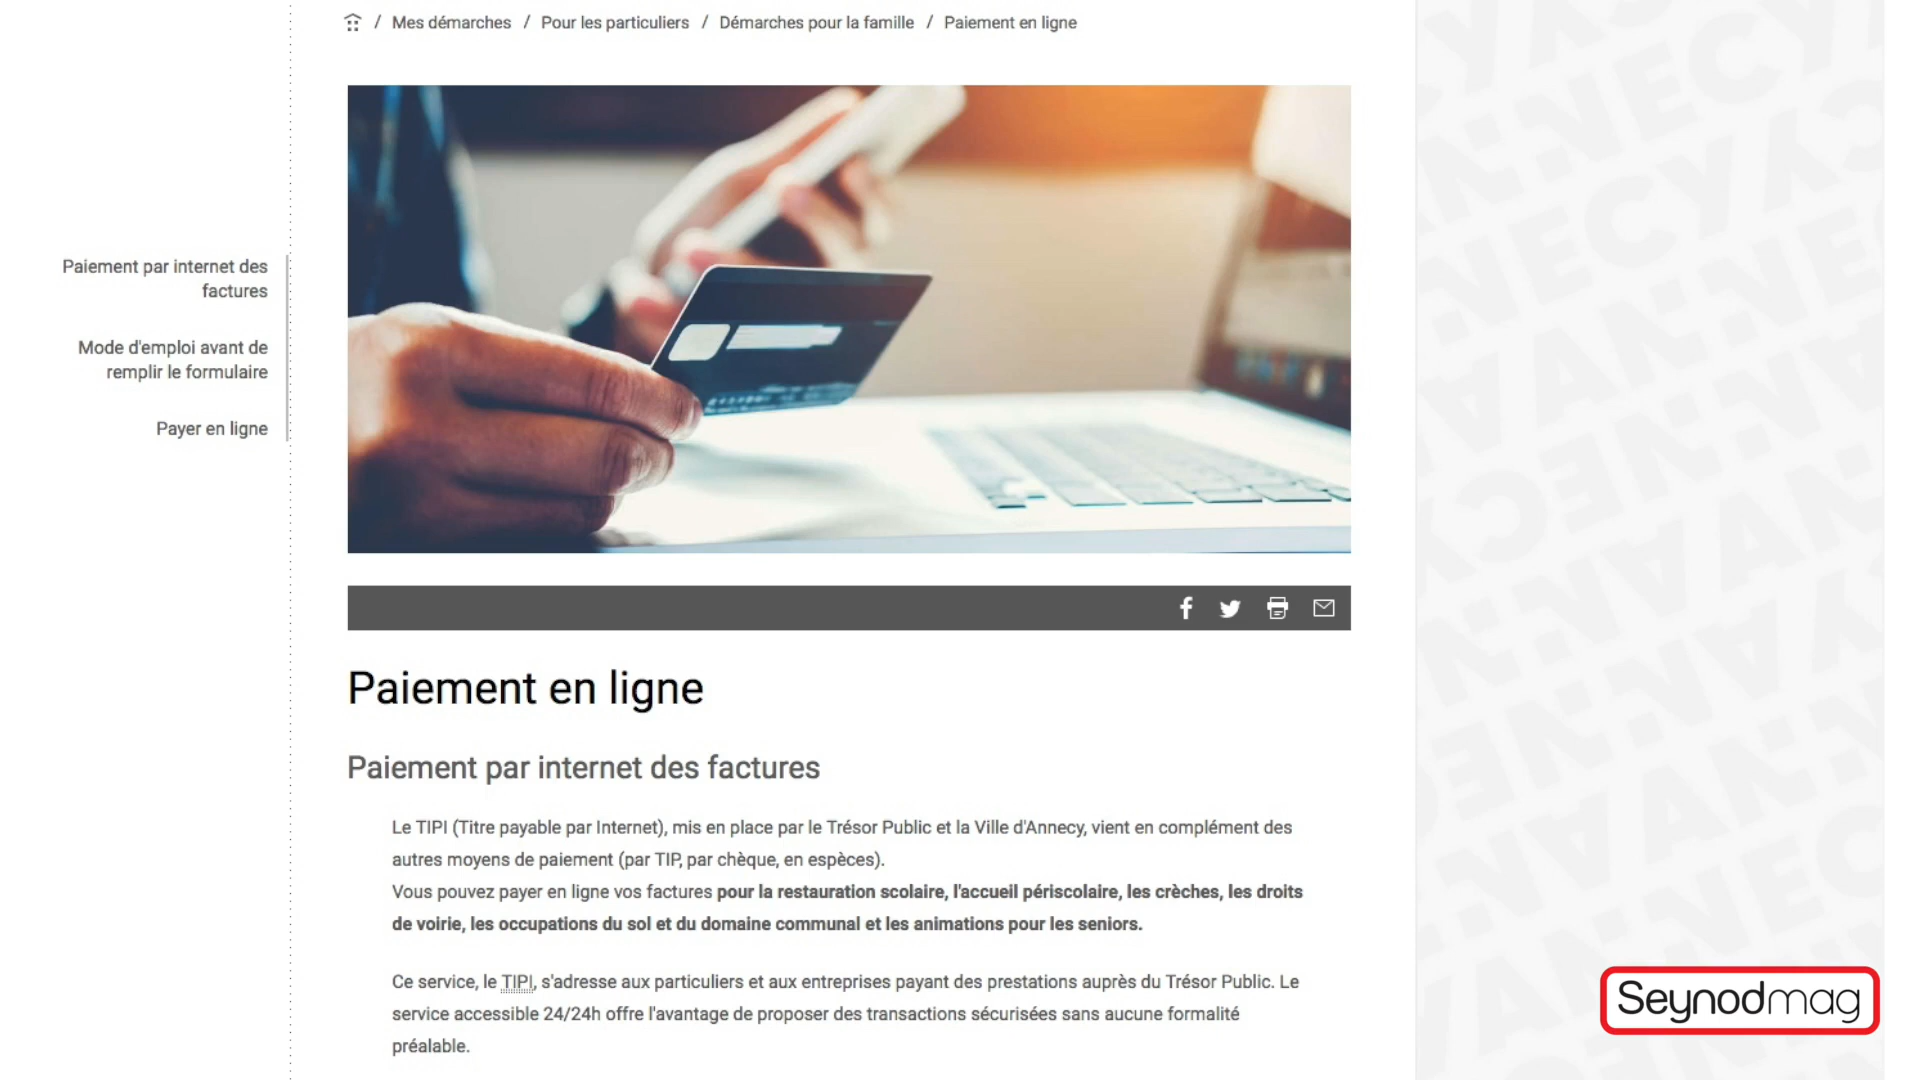 / Mes démarches / Pour les particuliers / Démarches pour la famille / Paiement en ligne
Paiement par internet des
factures
Mode d'emploi avant de
remplir le formulaire
Payer en ligne
Paiement en ligne
Paiement par internet des factures
Le TIPI (Titre payable par Internet), mis en place par le Trésor Public et la Ville d'Annecy, vient en complément des
autres moyens de paiement (par TIP, par chèque, en espèces).
Vous pouvez payer en ligne vos factures pour la restauration scolaire, l'accueil périscolaire, les crèches, les droits
de voirie, les occupations du sol et du domaine communal et les animations pour les seniors.
Ce service, le TIPI, s'adresse aux particuliers et aux entreprises payant des prestations auprès du Trésor Public. Le
service accessible 24/24h offre l'avantage de proposer des transactions sécurisées sans aucune formalité
préalable.
Seynodmag